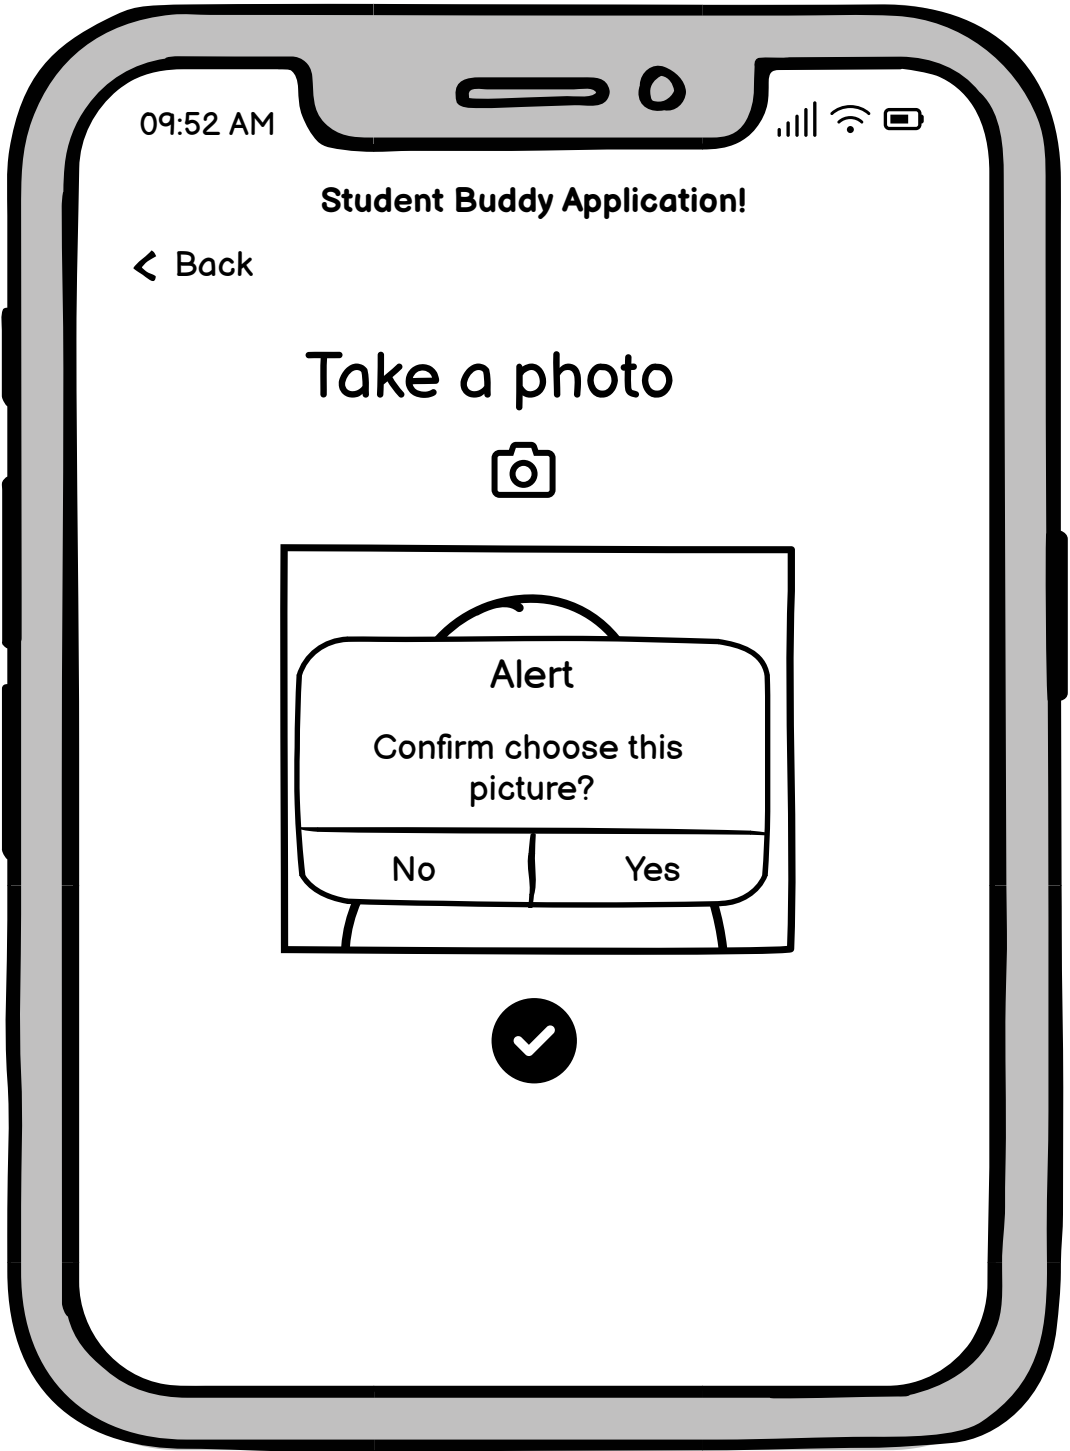 09:52 AM
Student Buddy Application!
Back
Take a photo
Alert
Confirm choose this
picture?
No
Yes